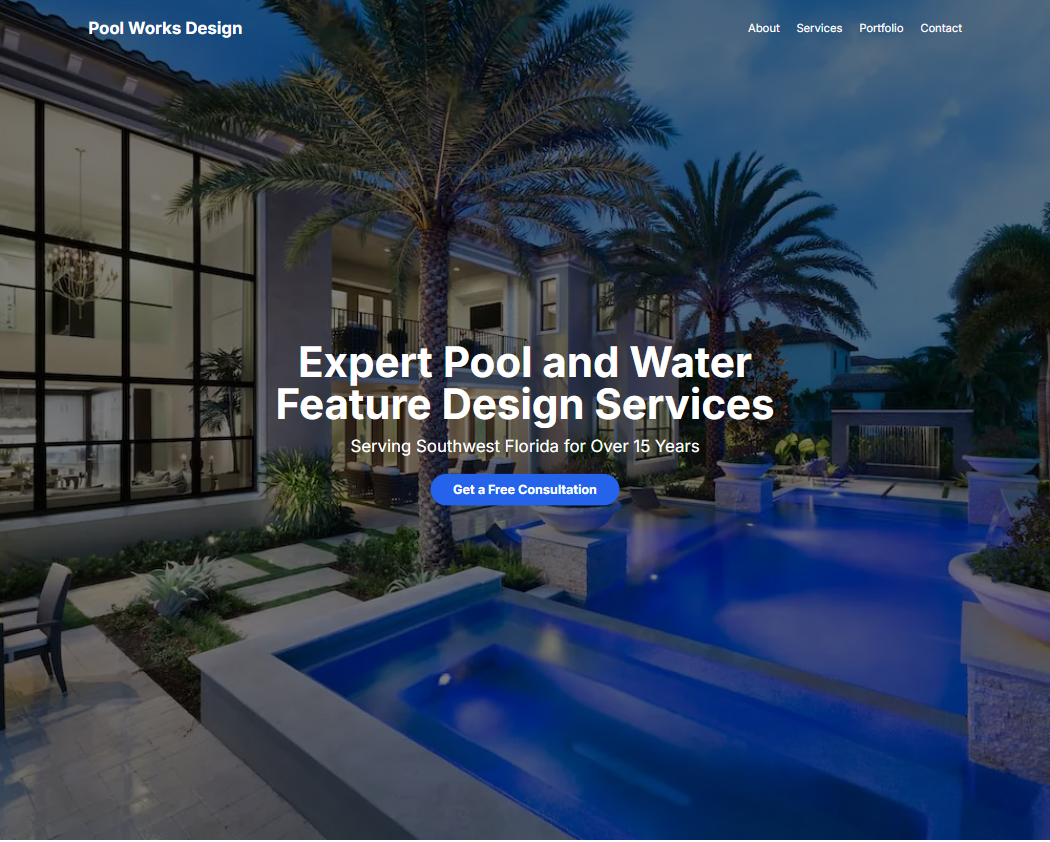 Pool Works Design
About Services Portfolio Contact
Expert Pool and Water
Feature Design Services
Serving Southwest Florida for Over 15 Years
Get a Free Consultation